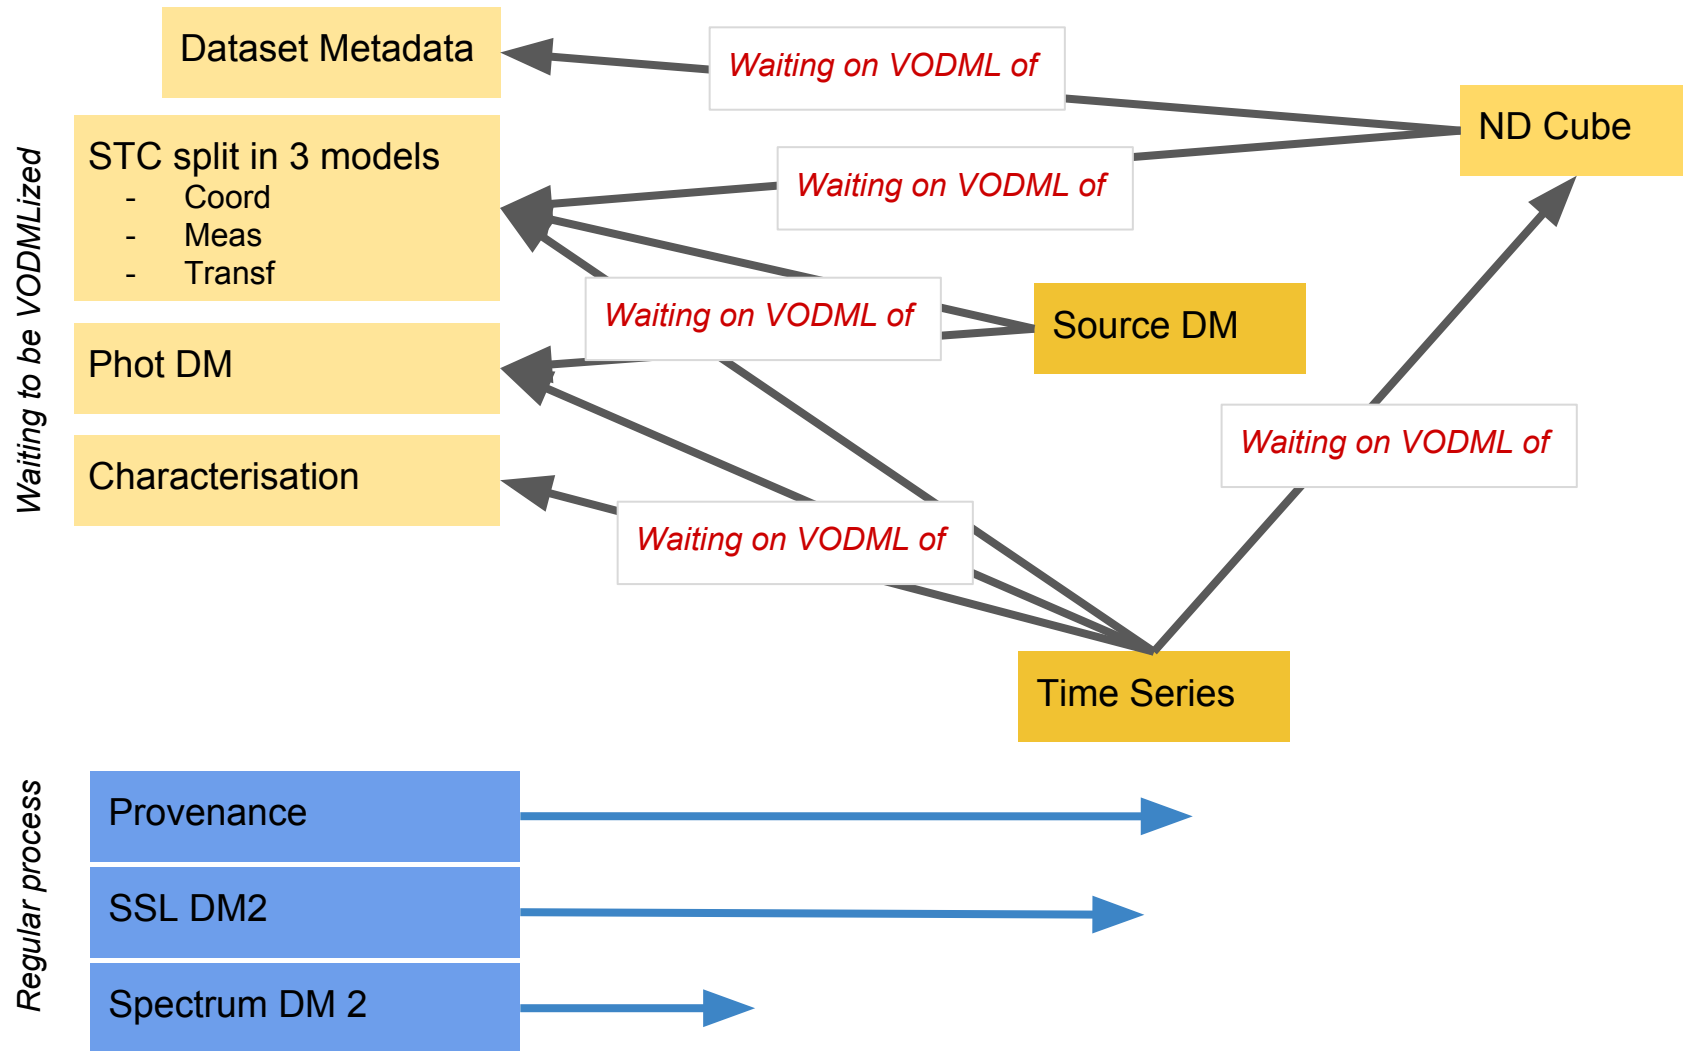 Dataset Metadata
Waiting on VODML of
ND Cube
Waiting to be VODMLized
STC split in 3 models
- Coord
- Meas
- Transf
Waiting on VODML of
Waiting on VODML of
Source DM
Phot DM
Waiting on VODML of
Characterisation
Waiting on VODML of
Time Series
Regular process
Provenance
SSL DM2
Spectrum DM 2